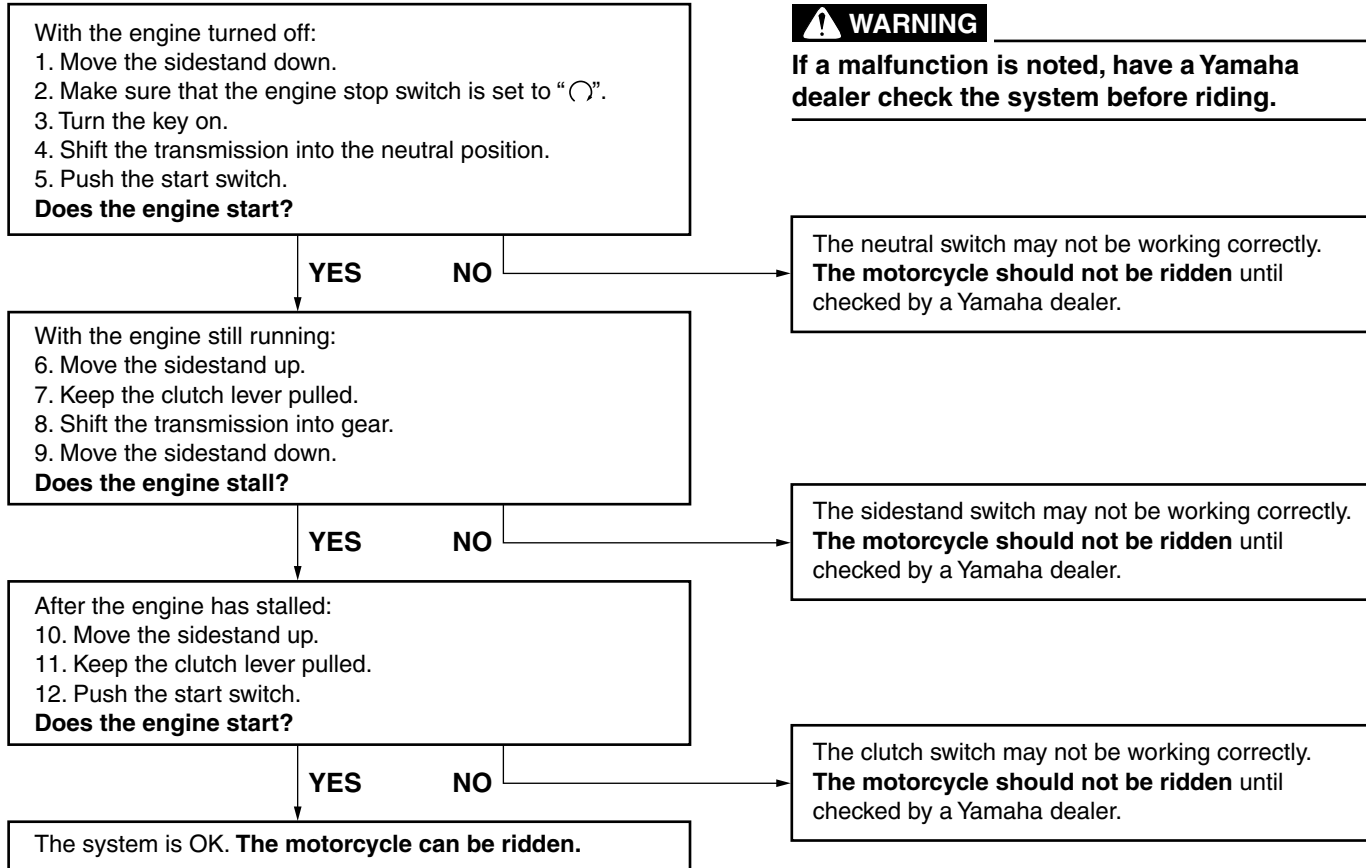 With the engine turned off:
1. Move the sidestand down.
2. Make sure that the engine stop switch is set to “○”.
3. Turn the key on.
4. Shift the transmission into the neutral position.
5. Push the start switch.
Does the engine start?
WARNING
If a malfunction is noted, have a Yamaha
dealer check the system before riding.
YES NO
The neutral switch may not be working correctly.
The motorcycle should not be ridden until
checked by a Yamaha dealer.
With the engine still running:
6. Move the sidestand up.
7. Keep the clutch lever pulled.
8. Shift the transmission into gear.
9. Move the sidestand down.
Does the engine stall?
YES NO
The sidestand switch may not be working correctly.
The motorcycle should not be ridden until
checked by a Yamaha dealer.
After the engine has stalled:
10. Move the sidestand up.
11. Keep the clutch lever pulled.
12. Push the start switch.
Does the engine start?
YES NO
The clutch switch may not be working correctly.
The motorcycle should not be ridden until
checked by a Yamaha dealer.
The system is OK. The motorcycle can be ridden.